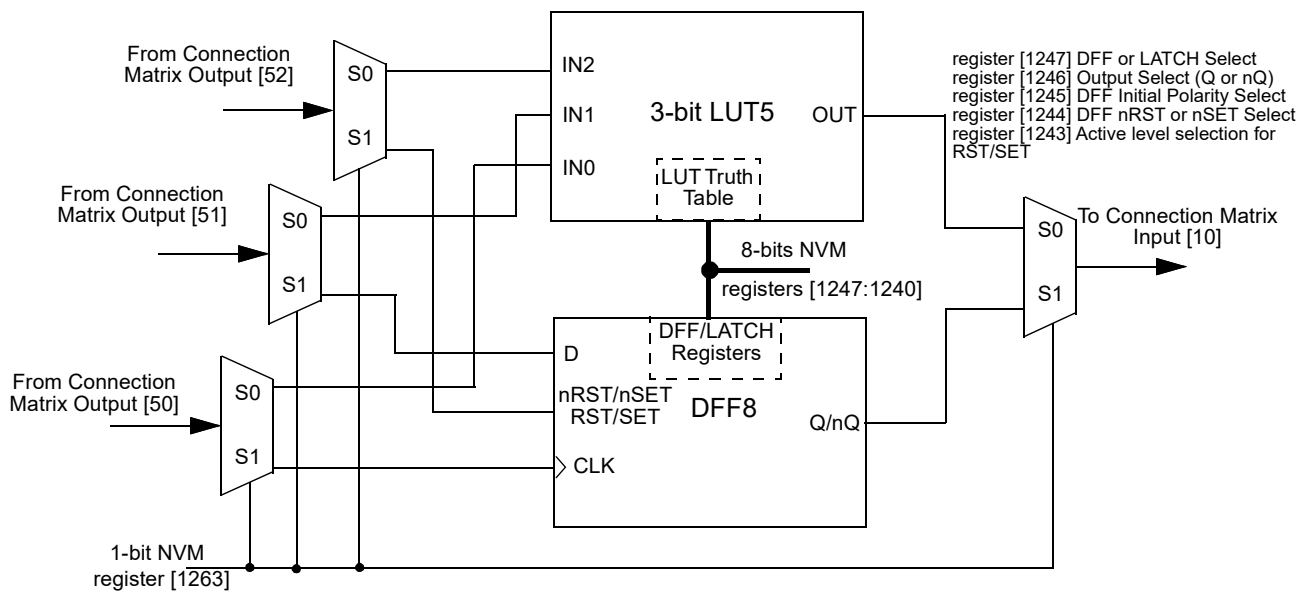 From Connection
Matrix Output [52]
S0
S1
IN2
IN1
IN0
3-bit LUT5
OUT
LUT Truth
Table
register [1247] DFF or LATCH Select
register [1246] Output Select (Q or nQ)
register [1245] DFF Initial Polarity Select
register [1244] DFF nRST or nSET Select
register [1243] Active level selection for
RST/SET
From Connection
Matrix Output [51]
S0
S1
8-bits NVM
registers [1247:1240]
S0
S1
To Connection Matrix
Input [10]
From Connection
Matrix Output [50]
S0
S1
DFF/LATCH
Registers
D
nRST/nSET
RST/SET
DFF8
Q/nQ
CLK
1-bit NVM
register [1263]